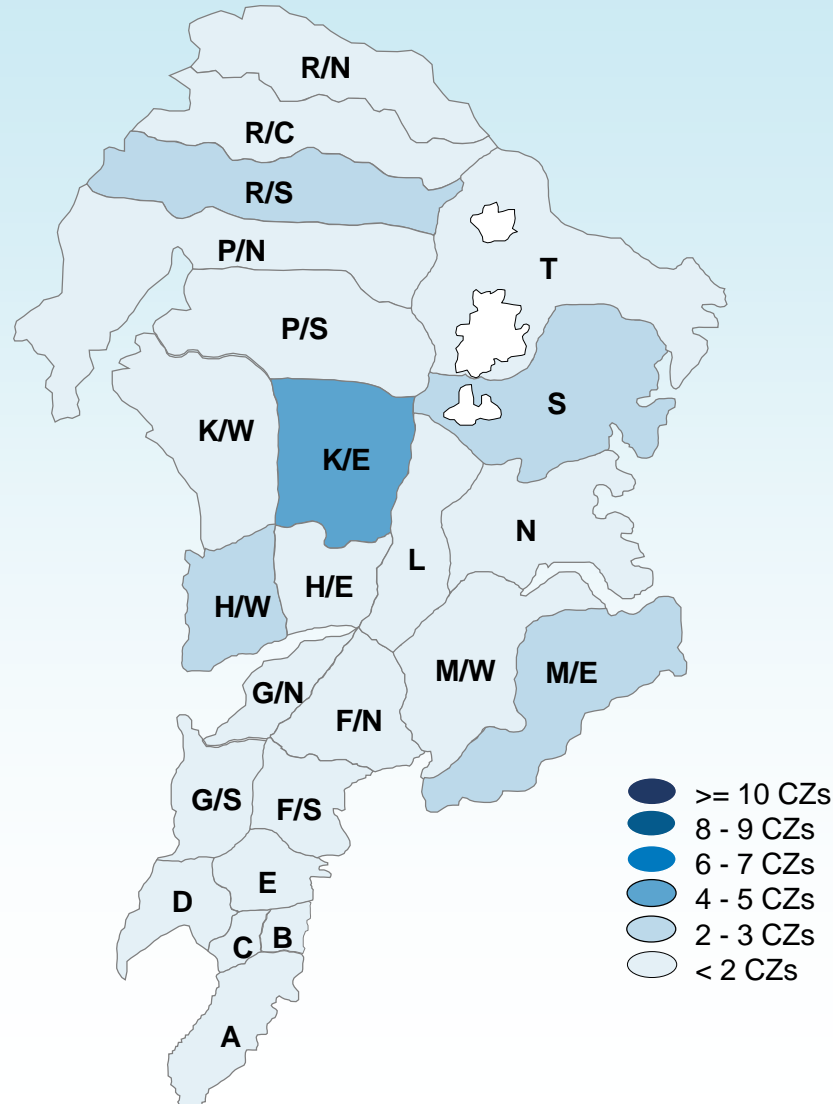 R/N
R/C
R/S
P/N
T
P/S
S
K/W
K/E
N
L
H/E
H/W
M/W
M/E
G/N
F/N
G/S
F/S
E
D
B
C
A
>= 10 CZs
8 - 9 CZs
6 - 7 CZs
4 - 5 CZs
2 - 3 CZs
< 2 CZs